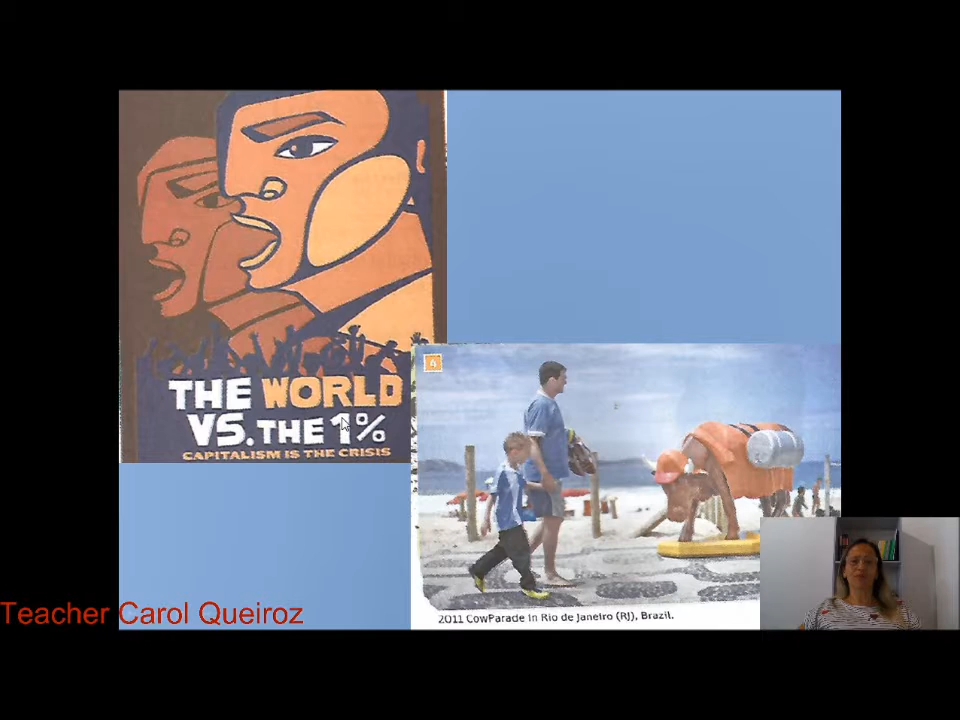 THE WORLD
VS. THE 1%
CAPITALISM IS THE CRISIS
6
2011 CowParade in Rio de Janeiro (RJ), Brazil.
Teacher Carol Queiroz